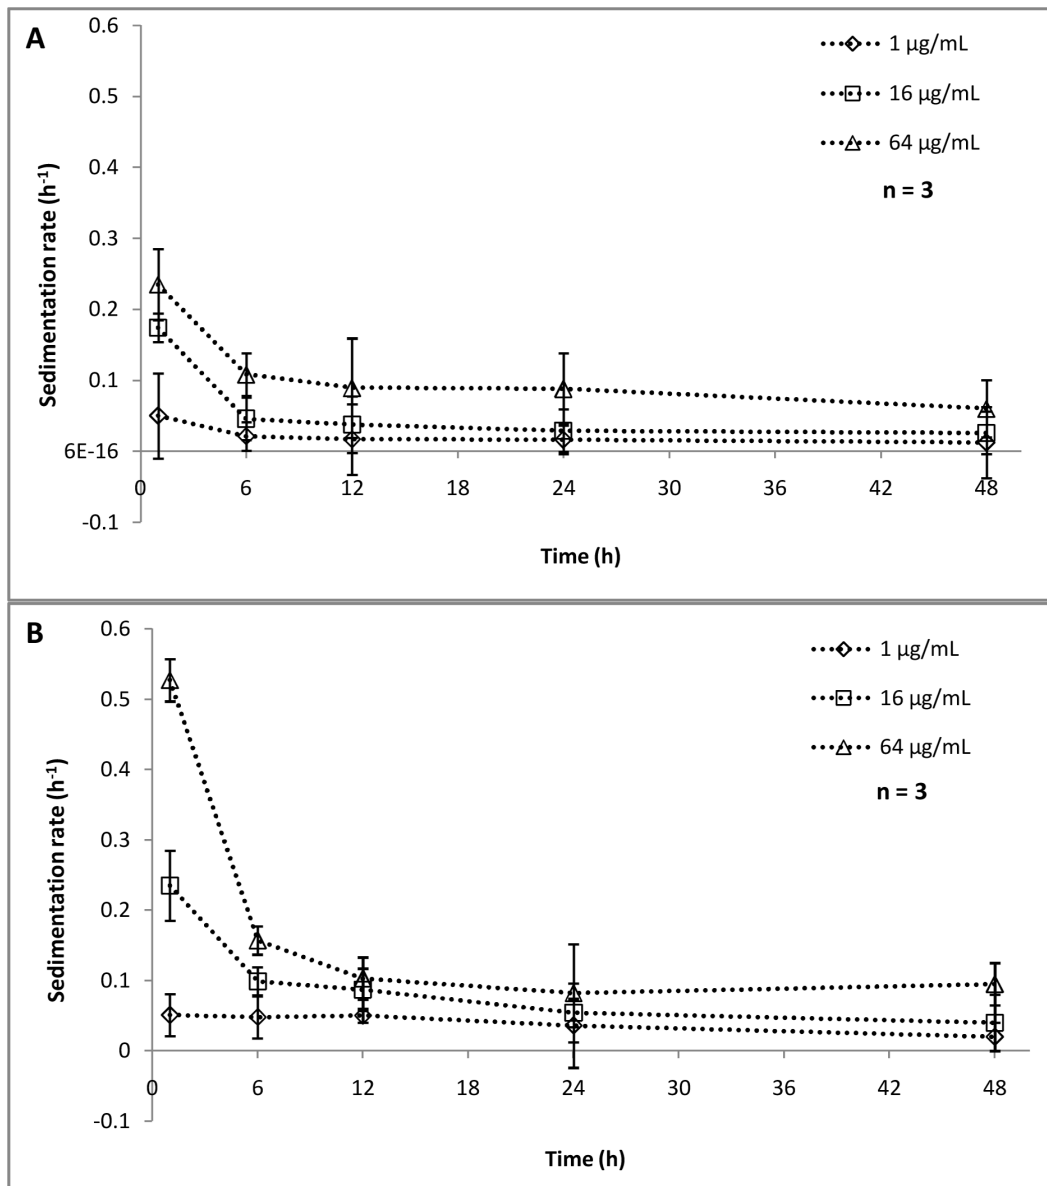 A
0.6
0.5
0.4
0.3
0.2
0.1
6E-16
-0.1
Sedimentation rate (h-1)
0 6 12 18 24 30 36 42 48
Time (h)
1 µg/mL
16 µg/mL
64 µg/mL
n = 3
B
0.6
0.5
0.4
0.3
0.2
0.1
0
-0.1
Sedimentation rate (h-1)
0 6 12 18 24 30 36 42 48
Time (h)
1 µg/mL
16 µg/mL
64 µg/mL
n = 3